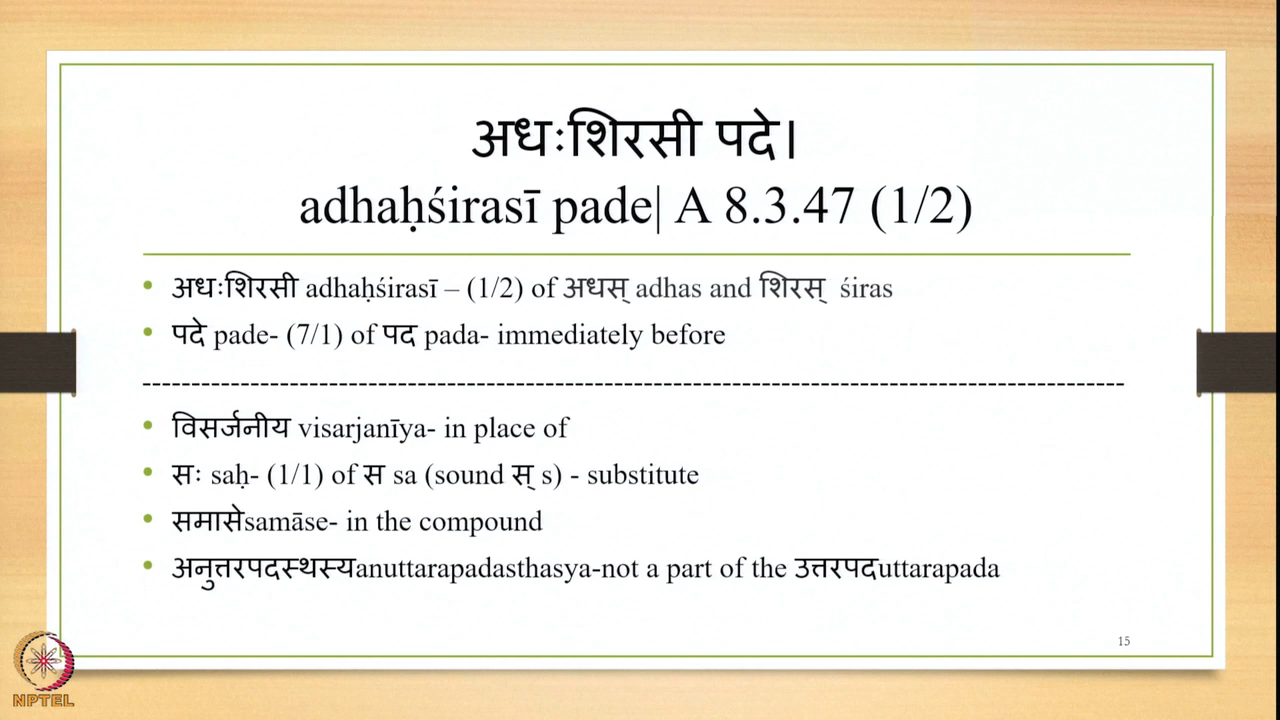 अधःशिरसी पदे।
adhaḥśirasī pade| A 8.3.47 (1/2)
• अधःशिरसी adhaḥśirasī – (1/2) of अधस् adhas and शिरस् śiras
• पदे pade- (7/1) of पद pada- immediately before
-----------------------------------------------------------------------------------------------
• विसर्जनीय visarjanīya- in place of
• सः saḥ- (1/1) of स sa (sound स् s) - substitute
• समासेsamāse- in the compound
• अनुत्तरपदस्थस्यanuttarapadasthasya-not a part of the उत्तरपदuttarapada
15
NPTEL